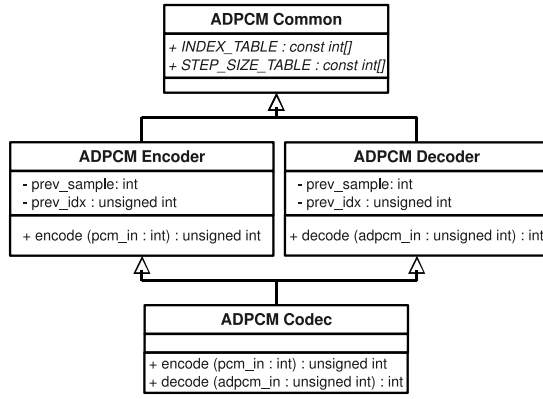 ADPCM Common
+ INDEX_TABLE : const int[]
+ STEP_SIZE_TABLE : const int[]
ADPCM Encoder
- prev_sample: int
- prev_idx : unsigned int
+ encode (pcm_in : int) : unsigned int
ADPCM Decoder
- prev_sample: int
- prev_idx : unsigned int
+ decode (adpcm_in : unsigned int) : int
ADPCM Codec
+ encode (pcm_in : int) : unsigned int
+ decode (adpcm_in : unsigned int) : int